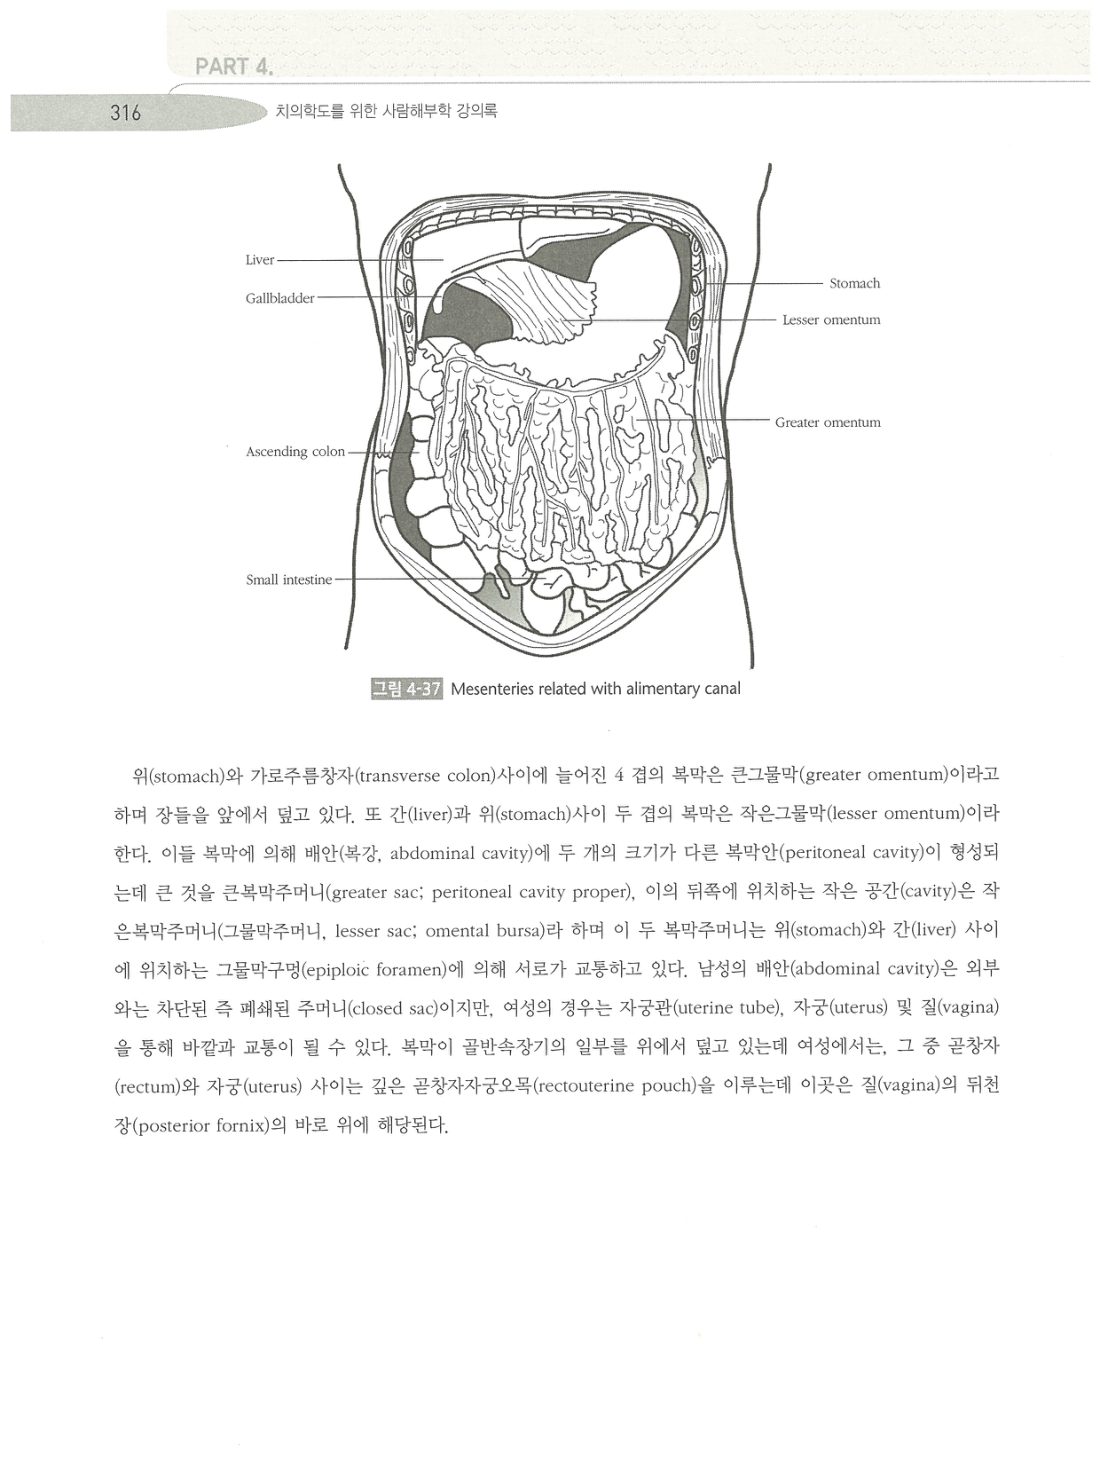 PART 4.
316
치의학도를 위한 사람해부학 강의록
Liver
Gallbladder
Stomach
Lesser omentum
Greater omentum
Ascending colon
Small intestine
그림 4-37 Mesenteries related with alimentary canal
위(stomach)와 가로주름창자(transverse colon)사이에 늘어진 4 겹의 복막은 큰그물막(greater omentum)이라고
하며 장들을 앞에서 덮고 있다. 또 간(liver)과 위(stomach)사이 두 겹의 복막은 작은그물막(lesser omentum)이라
한다. 이들 복막에 의해 배안(복강, abdominal cavity)에 두 개의 크기가 다른 복막안(peritoneal cavity)이 형성되
는데 큰 것을 큰복막주머니(greater sac; peritoneal cavity proper), 이의 뒤쪽에 위치하는 작은 공간(cavity)은 작
은복막주머니(그물막주머니, lesser sac; omental bursa)라 하며 이 두 복막주머니는 위(stomach)와 간(liver) 사이
에 위치하는 그물막구멍(epiploic foramen)에 의해 서로가 교통하고 있다. 남성의 배안(abdominal cavity)은 외부
와는 차단된 즉 폐쇄된 주머니(closed sac)이지만, 여성의 경우는 자궁관(uterine tube), 자궁(uterus) 및 질(vagina)
을 통해 바깥과 교통이 될 수 있다. 복막이 골반속장기의 일부를 위에서 덮고 있는데 여성에서는, 그 중 곧창자
(rectum)와 자궁(uterus) 사이는 깊은 곧창자자궁오목(rectouterine pouch)을 이루는데 이곳은 질(vagina)의 뒤천
장(posterior fornix)의 바로 위에 해당된다.